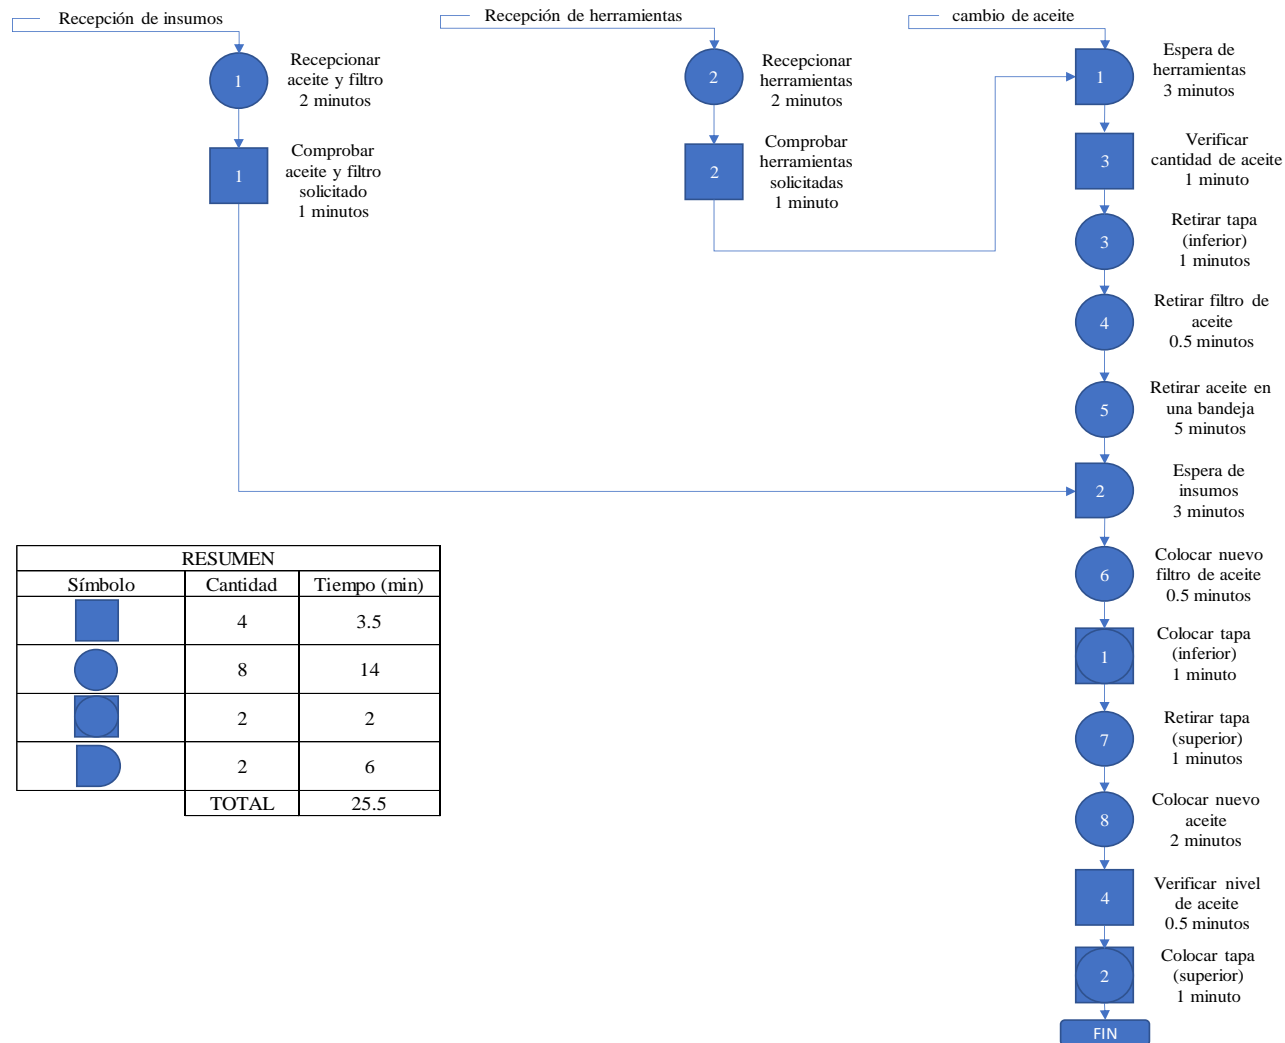 Recepción de insumos
1
Recepcionar
aceite y filtro
2 minutos
1
Comprobar
aceite y filtro
solicitado
1 minutos
Recepción de herramientas
2
Recepcionar
herramientas
2 minutos
2
Comprobar
herramientas
solicitadas
1 minuto
cambio de aceite
1
Espera de
herramientas
3 minutos
3
Verificar
cantidad de aceite
1 minuto
3
Retirar tapa
(inferior)
1 minutos
4
Retirar filtro de
aceite
0.5 minutos
5
Retirar aceite en
una bandeja
5 minutos
2
Espera de
insumos
3 minutos
6
Colocar nuevo
filtro de aceite
0.5 minutos
1
Colocar tapa
(inferior)
1 minuto
7
Retirar tapa
(superior)
1 minutos
8
Colocar nuevo
aceite
2 minutos
4
Verificar nivel
de aceite
0.5 minutos
2
Colocar tapa
(superior)
1 minuto
FIN
RESUMEN
Símbolo Cantidad Tiempo (min)
4 3.5
8 14
2 2
2 6
TOTAL 25.5